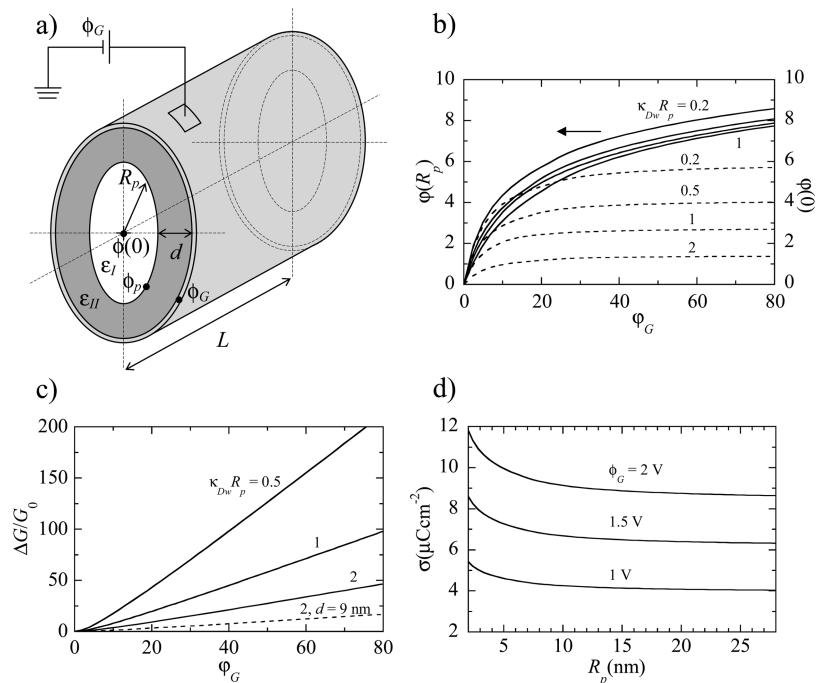 a)
ϕG
Rp
ϕ(0)
εI
d
ϕp
εII
ϕG
L
b)
10
8
6
4
2
0
φ(Rp)
κDwRp = 0.2
1
0.2
0.5
1
2
10
8
6
4
2
0
ϕ(0)
0 20 40 60 80
φG
c)
200
150
100
50
0
ΔG/G0
κDwRp = 0.5
1
2
2, d = 9 nm
0 20 40 60 80
φG
d)
12
10
8
6
4
2
σ(μCcm-2)
ϕG = 2 V
1.5 V
1 V
5 10 15 20 25
Rp(nm)